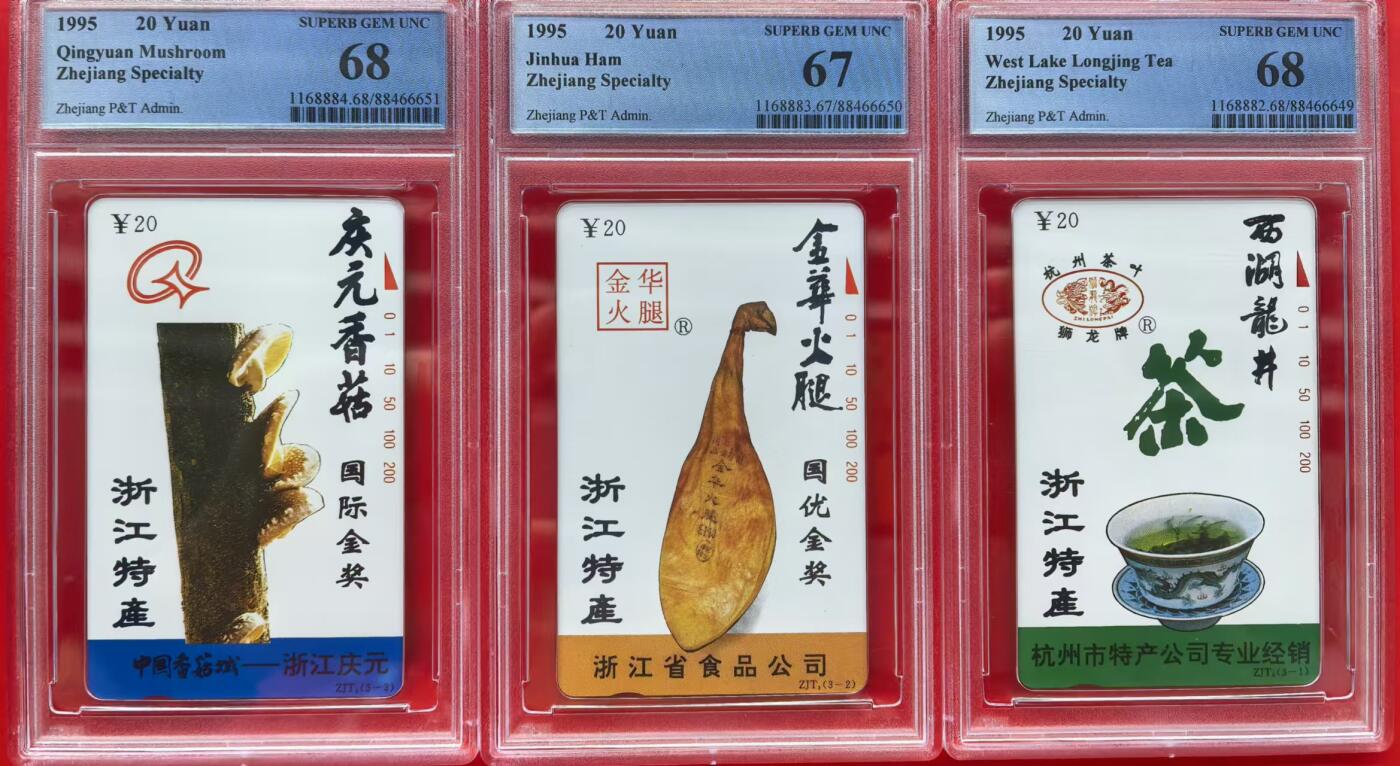 1995 20 Yuan
SUPERB GEM UNC
Qingyuan Mushroom
68
Zhejiang Specialty
1168884.68/88466651
Zhejiang P&T Admin.
¥20
庆元香菇
0 1 10 50 100 200
国际金奖
浙江特產
中国香菇城——浙江庆元
1995 20 Yuan
SUPERB GEM UNC
Jinhua Ham
67
Zhejiang Specialty
1168883.67/88466650
Zhejiang P&T Admin.
¥20
金华
火腿
®
金華火腿
0 1 10 50 100 200
国优金奖
浙江特產
浙江省食品公司
ZJT,(3-2)
1995 20 Yuan
SUPERB GEM UNC
West Lake Longjing Tea
68
Zhejiang Specialty
1168882.68/88466649
Zhejiang P&T Admin.
¥20
西湖龍井
杭州茶叶
SHILONGPAI
狮龙牌
®
茶
0 1 10 50 100 200
浙江特產
杭州市特产公司专业经销
ZJT,(3-1)